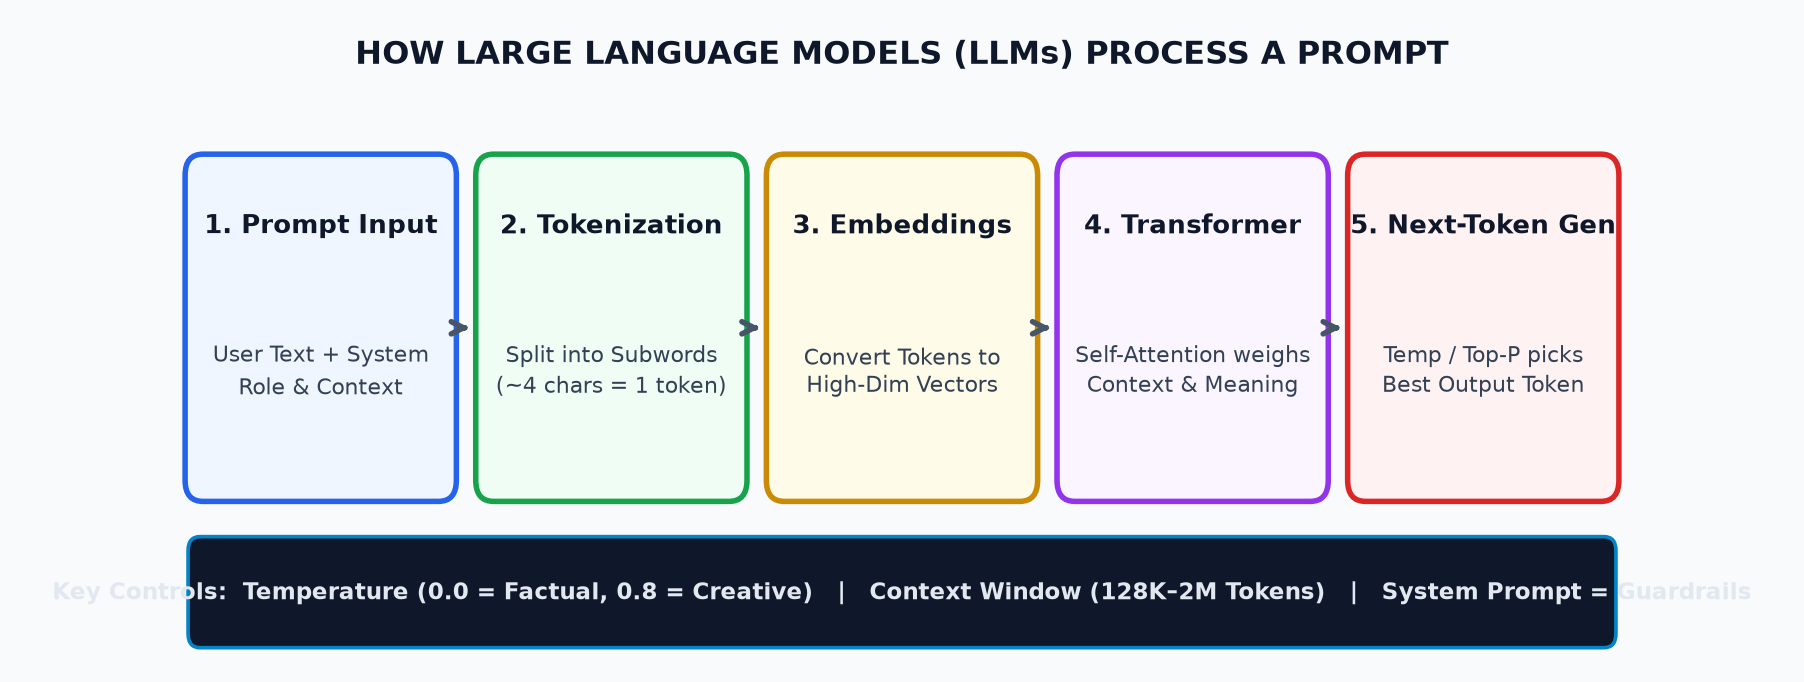 HOW LARGE LANGUAGE MODELS (LLMs) PROCESS A PROMPT
1. Prompt Input
User Text + System
Role & Context
2. Tokenization
Split into Subwords
(~4 chars = 1 token)
3. Embeddings
Convert Tokens to
High-Dim Vectors
4. Transformer
Self-Attention weighs
Context & Meaning
5. Next-Token Gen
Temp / Top-P picks
Best Output Token
Key Controls:  Temperature (0.0 = Factual, 0.8 = Creative)   |   Context Window (128K–2M Tokens)   |   System Prompt = Guardrails